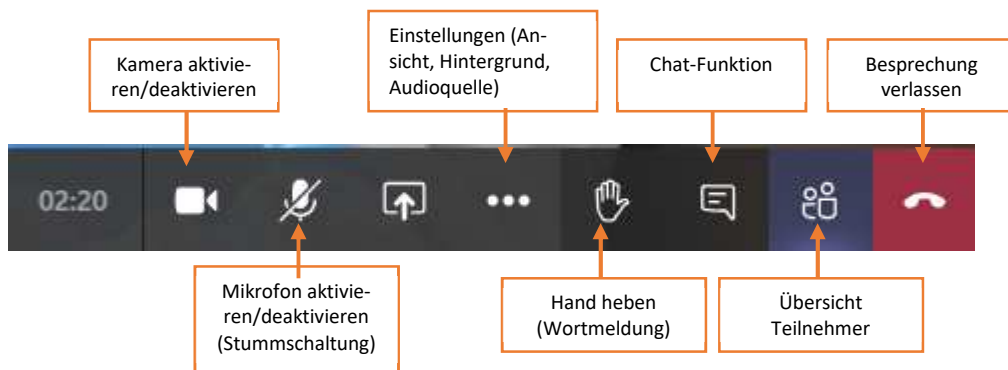 Einstellungen (An-
sicht, Hintergrund,
Audioquelle)
Kamera aktivie-
ren/deaktivieren
Chat-Funktion
Besprechung
verlassen
02:20
Mikrofon aktivie-
ren/deaktivieren
(Stummschaltung)
Hand heben
(Wortmeldung)
Übersicht
Teilnehmer